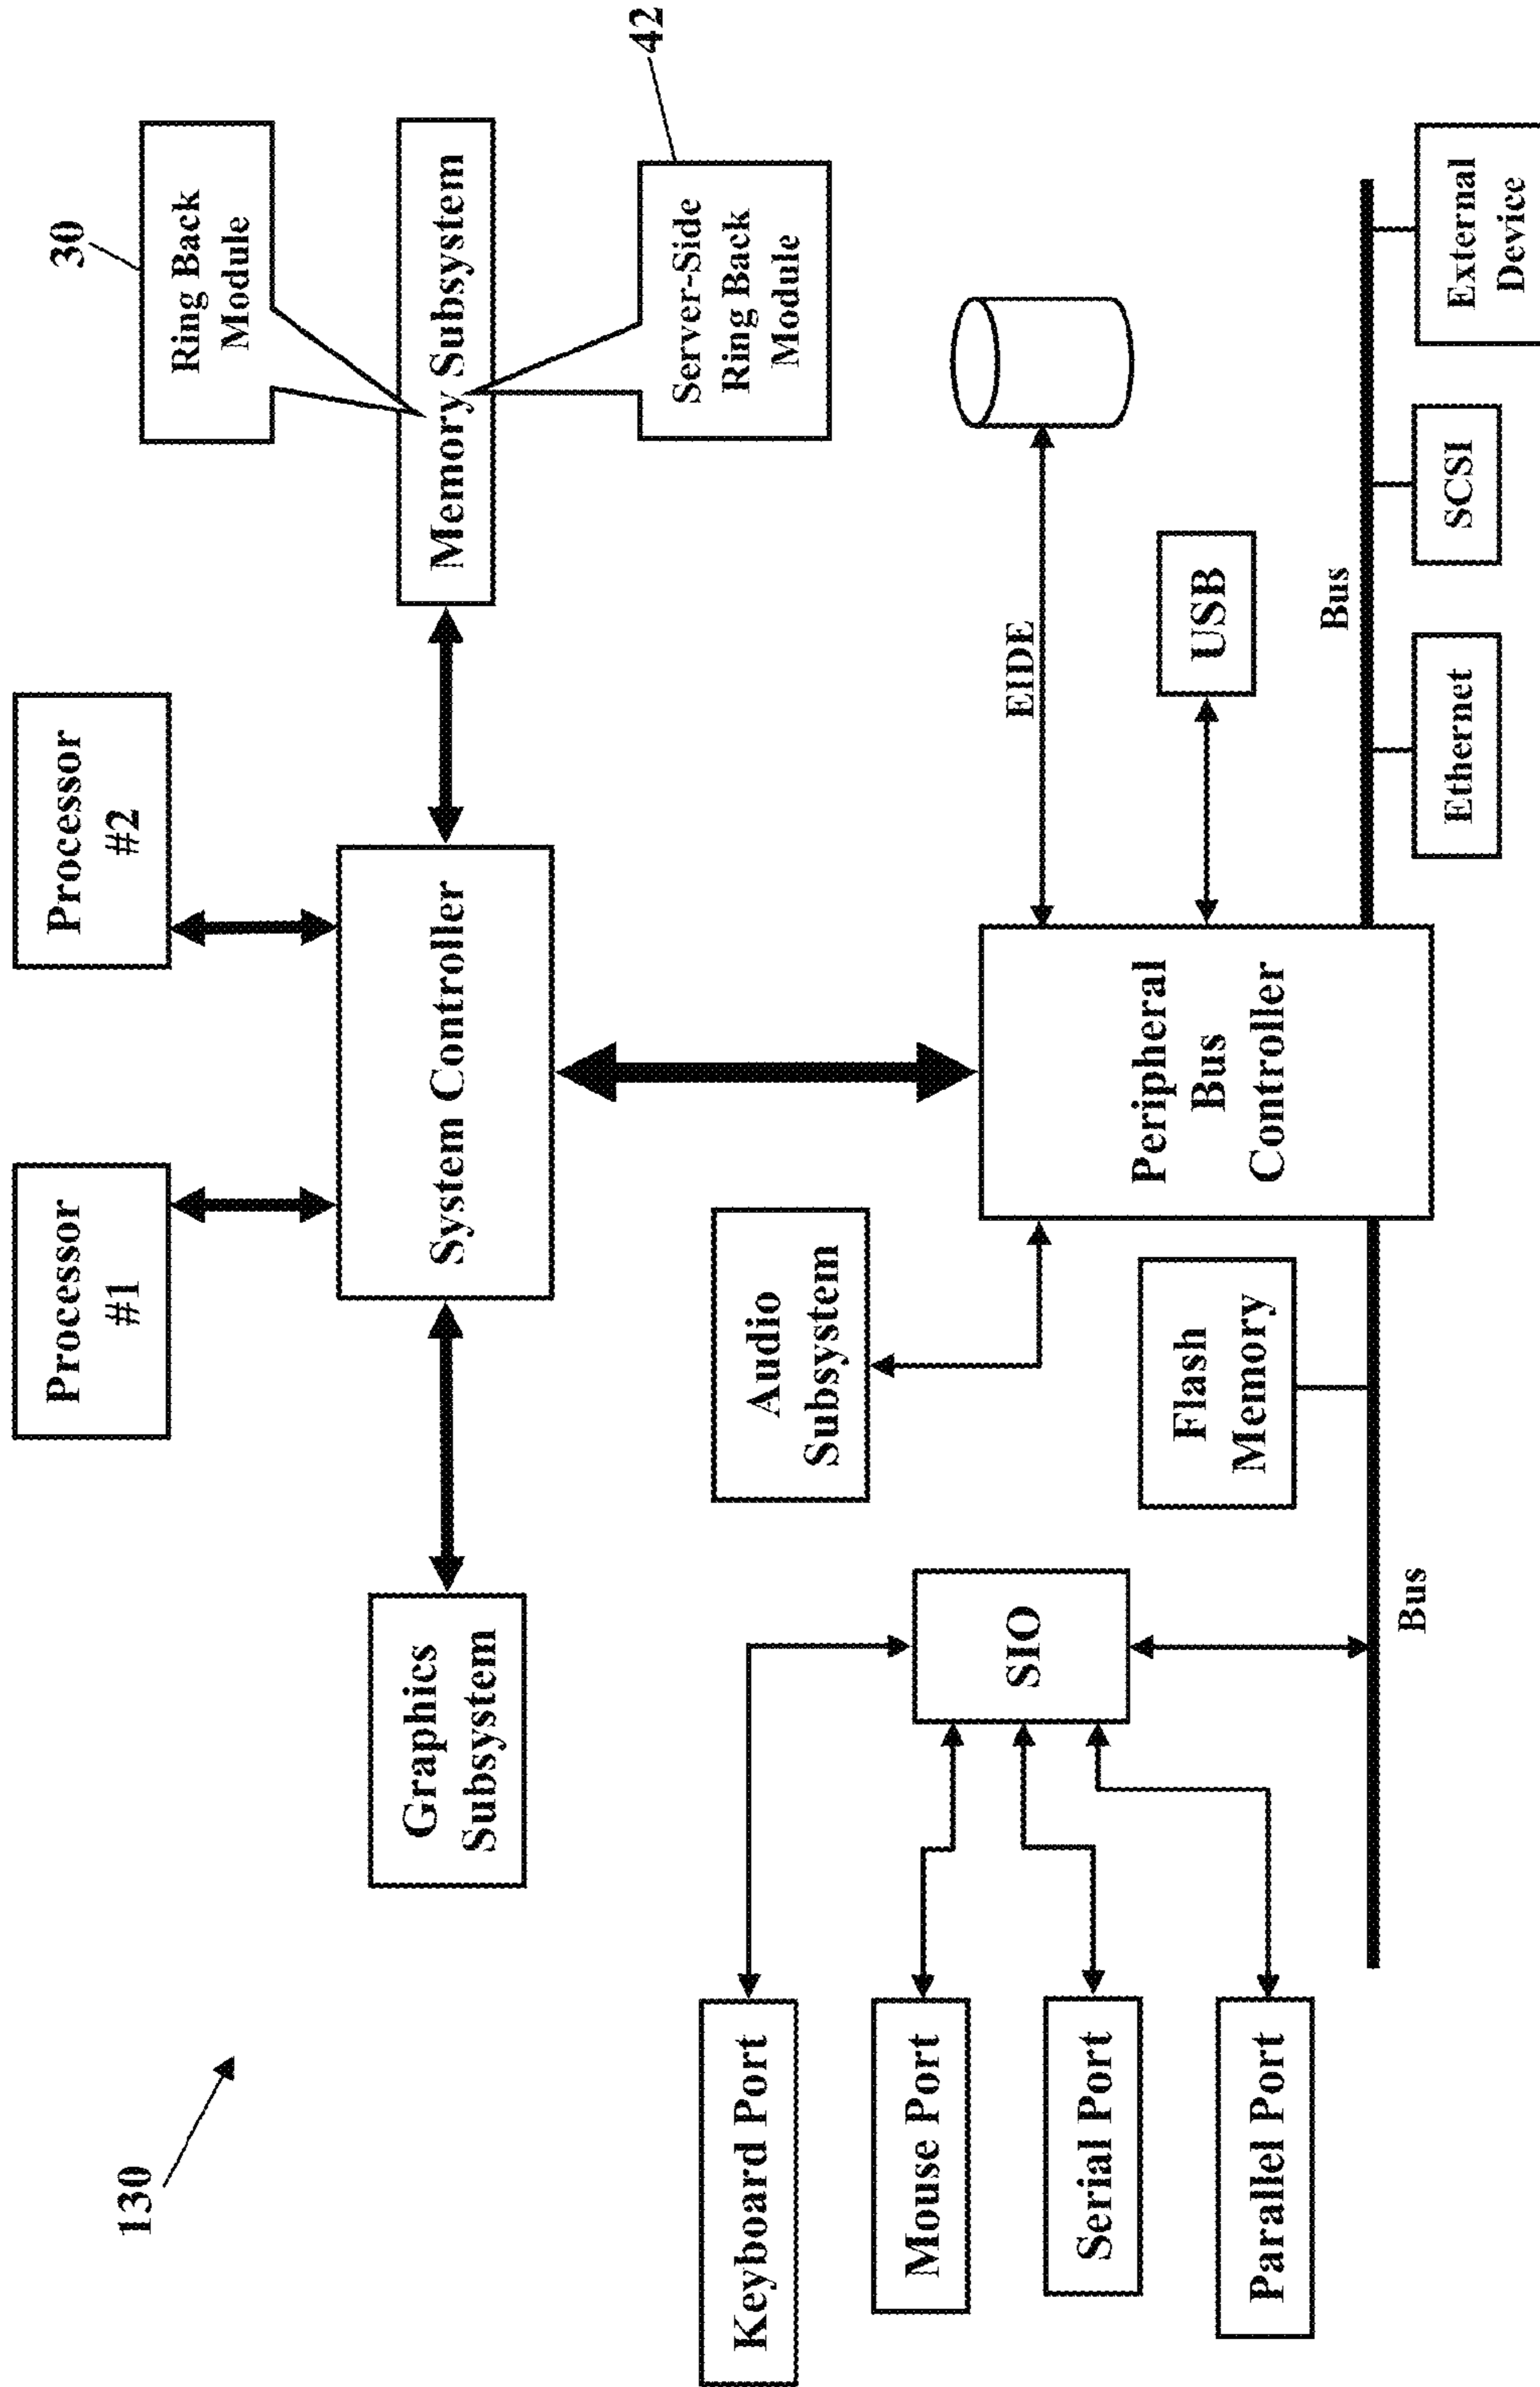 130
Processor
#1
Processor
#2
30
Ring Back
Module
Graphics
Subsystem
System Controller
Memory Subsystem
42
Server-Side
Ring Back
Module
Keyboard Port
Mouse Port
Serial Port
Parallel Port
SIO
Audio
Subsystem
Flash
Memory
Peripheral
Bus
Controller
EIDE
USB
Bus
Bus
Ethernet
SCSI
External
Device